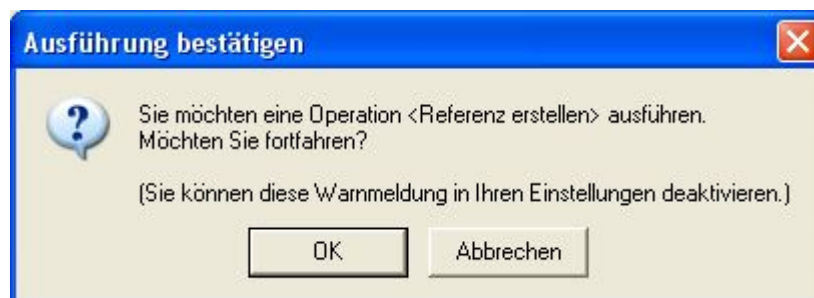 Ausführung bestätigen
Sie möchten eine Operation <Referenz erstellen> ausführen.
Möchten Sie fortfahren?
(Sie können diese Warnmeldung in Ihren Einstellungen deaktivieren.)
OK
Abbrechen